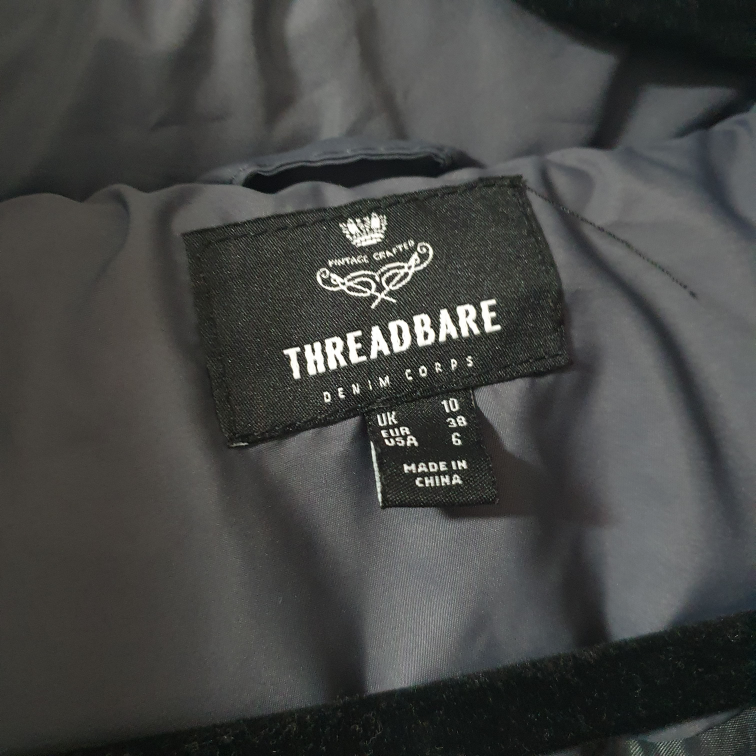 VINTAGE CRAFTED
THREADBARE
DENIM CORPS
UK 10
EUR 38
USA 6
MADE IN
CHINA